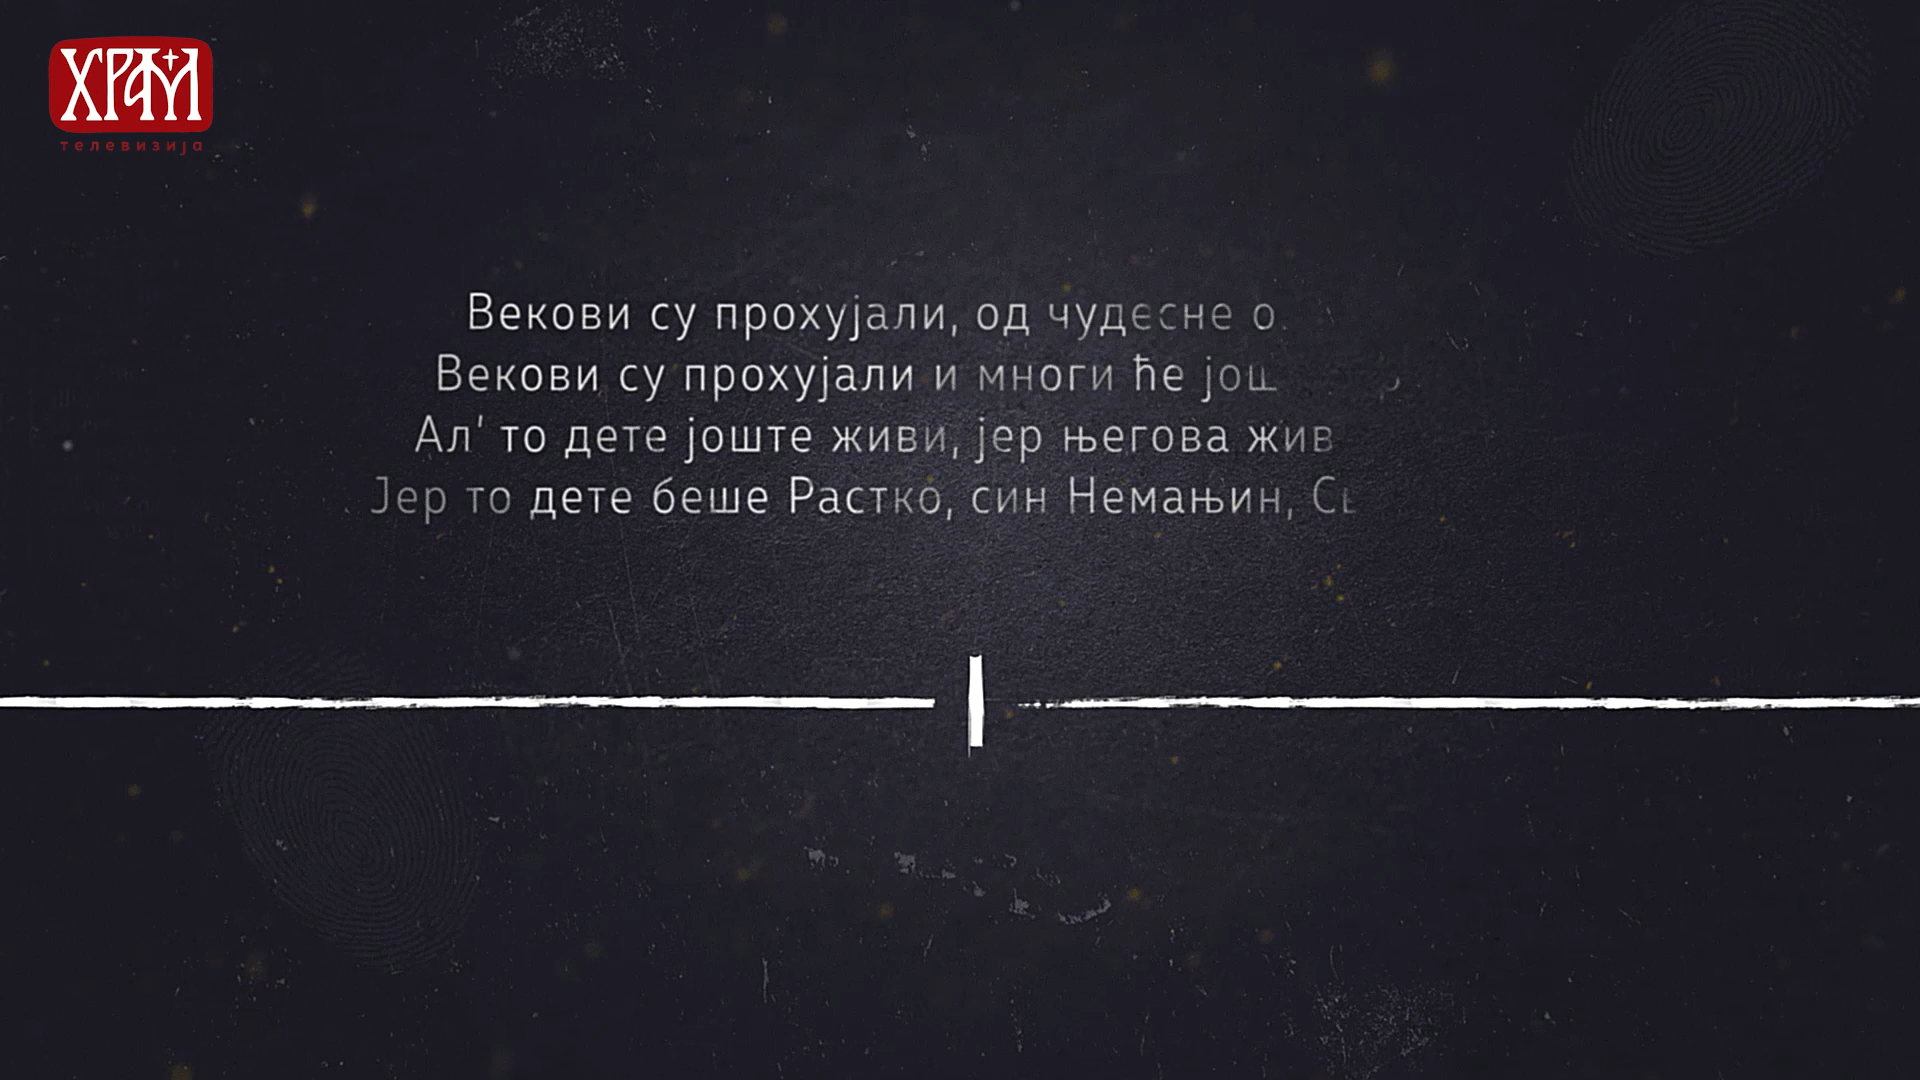 ХРАМ
телевизија
Векови су прохујали, од чудесне
Векови су прохујали и многи ће
Ал' то дете јоште живи, јер његова
Јер то дете беше Растко, син Немањин,